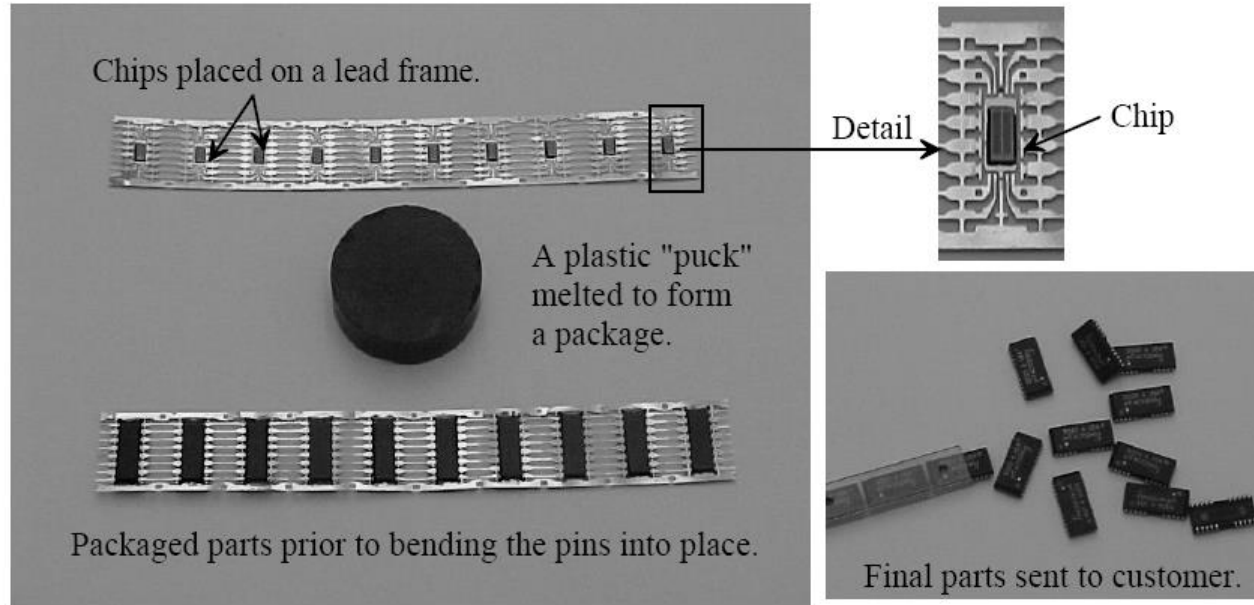 Chips placed on a lead frame.
Detail
Chip
A plastic "puck"
melted to form
a package.
Packaged parts prior to bending the pins into place.
Final parts sent to customer.